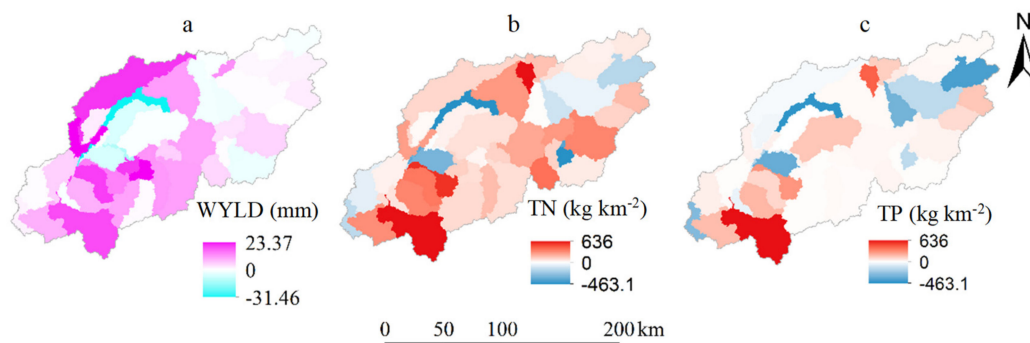 a
b
c
N
WYLD (mm)
23.37
0
-31.46
TN (kg km-2)
636
0
-463.1
TP (kg km-2)
636
0
-463.1
0 50 100 200 km